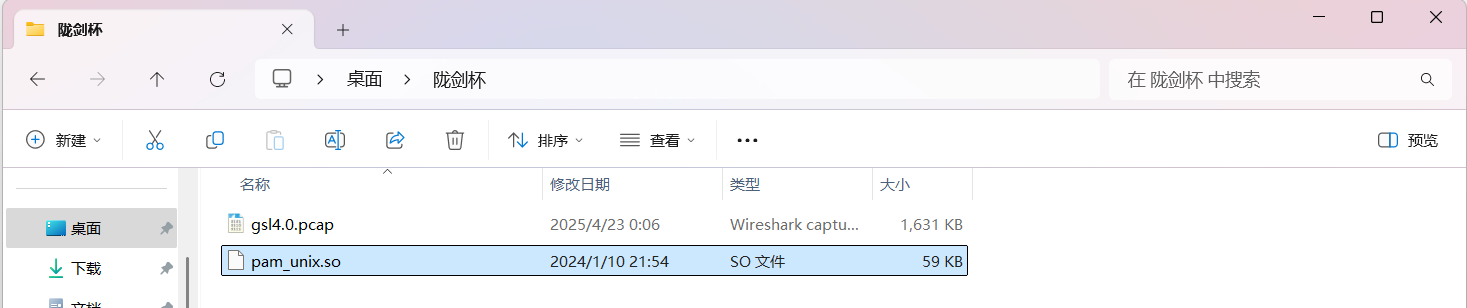 陇剑杯
桌面 陇剑杯 在 陇剑杯 中搜索
新建 排序 查看 预览
名称 修改日期 类型 大小
桌面 gsl4.0.pcap 2025/4/23 0:06 Wireshark captu... 1,631 KB
下载 pam_unix.so 2024/1/10 21:54 SO 文件 59 KB
文档